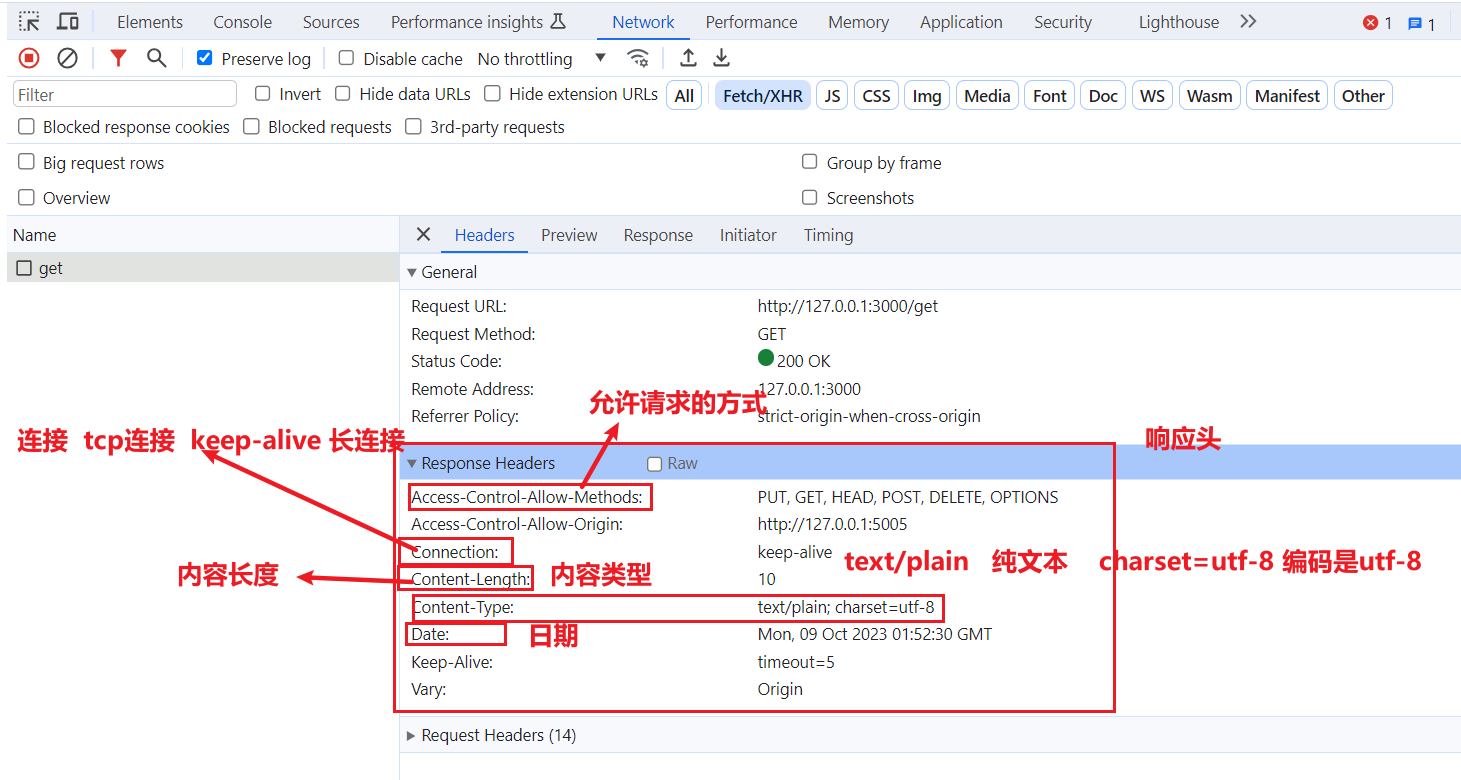 Elements Console Sources Performance insights Network Performance Memory Application Security Lighthouse 1 1
Preserve log Disable cache No throttling
Filter Invert Hide data URLs Hide extension URLs All Fetch/XHR JS CSS Img Media Font Doc WS Wasm Manifest Other
Blocked response cookies Blocked requests 3rd-party requests
Big request rows Group by frame
Overview Screenshots
Name Headers Preview Response Initiator Timing
get General
Request URL: http://127.0.0.1:3000/get
Request Method: GET
Status Code: 200 OK
Remote Address: 127.0.0.1:3000
允许请求的方式
Referrer Policy: strict-origin-when-cross-origin
连接 tcp连接 keep-alive 长连接 响应头
Response Headers Raw
Access-Control-Allow-Methods: PUT, GET, HEAD, POST, DELETE, OPTIONS
Access-Control-Allow-Origin: http://127.0.0.1:5005
Connection: keep-alive
text/plain 纯文本 charset=utf-8 编码是utf-8
内容长度 Content-Length: 内容类型 10
Content-Type: text/plain; charset=utf-8
Date: 日期 Mon, 09 Oct 2023 01:52:30 GMT
Keep-Alive: timeout=5
Vary: Origin
Request Headers (14)